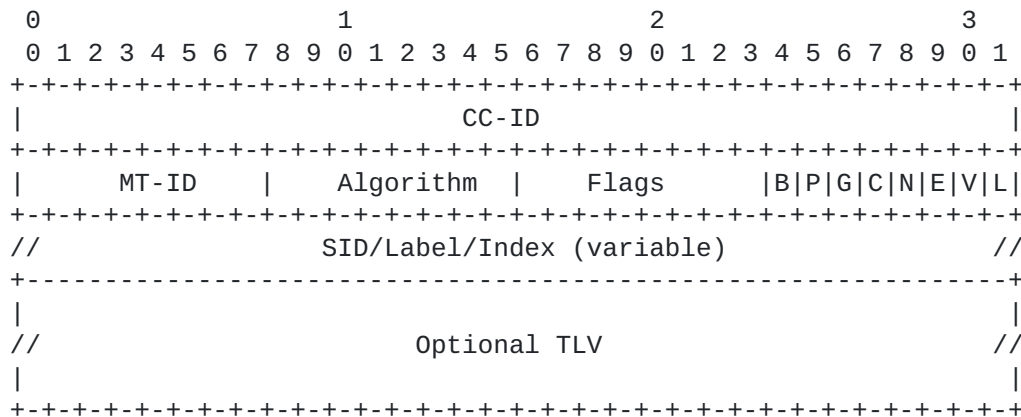 0                   1                   2                   3
 0 1 2 3 4 5 6 7 8 9 0 1 2 3 4 5 6 7 8 9 0 1 2 3 4 5 6 7 8 9 0 1
+-+-+-+-+-+-+-+-+-+-+-+-+-+-+-+-+-+-+-+-+-+-+-+-+-+-+-+-+-+-+-+-+
|                            CC-ID                              |
+-+-+-+-+-+-+-+-+-+-+-+-+-+-+-+-+-+-+-+-+-+-+-+-+-+-+-+-+-+-+-+-+
|      MT-ID    |    Algorithm  |    Flags      |B|P|G|C|N|E|V|L|
+-+-+-+-+-+-+-+-+-+-+-+-+-+-+-+-+-+-+-+-+-+-+-+-+-+-+-+-+-+-+-+-+
//                  SID/Label/Index (variable)                 //
+---------------------------------------------------------------+
|                                                               |
//                        Optional TLV                         //
|                                                               |
+-+-+-+-+-+-+-+-+-+-+-+-+-+-+-+-+-+-+-+-+-+-+-+-+-+-+-+-+-+-+-+-+